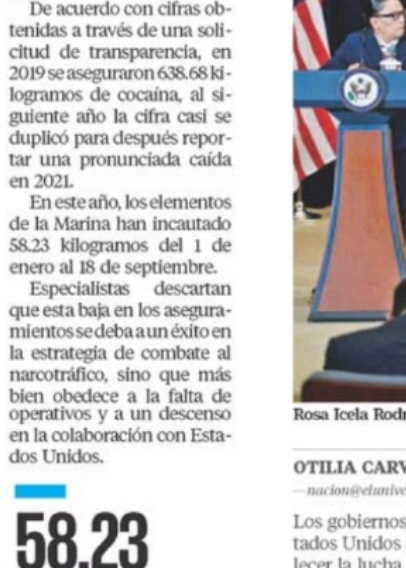 De acuerdo con cifras ob-
tenidas a través de una soli-
citud de transparencia, en
2019 se aseguraron 638.68 ki-
logramos de cocaína, al si-
guiente año la cifra casi se
duplicó para después repor-
tar una pronunciada caída
en 2021.
En este año, los elementos
de la Marina han incautado
58.23 kilogramos del 1 de
enero al 18 de septiembre.
Especialistas descartan
que esta baja en los asegura-
mientos se deba a un éxito en
la estrategia de combate al
narcotráfico, sino que más
bien obedece a la falta de
operativos y a un descenso
en la colaboración con Esta-
dos Unidos.
58.23
Rosa Icela
OTILIA
—nacion@
Los gobiernos
tados Unidos
lecer la lucha